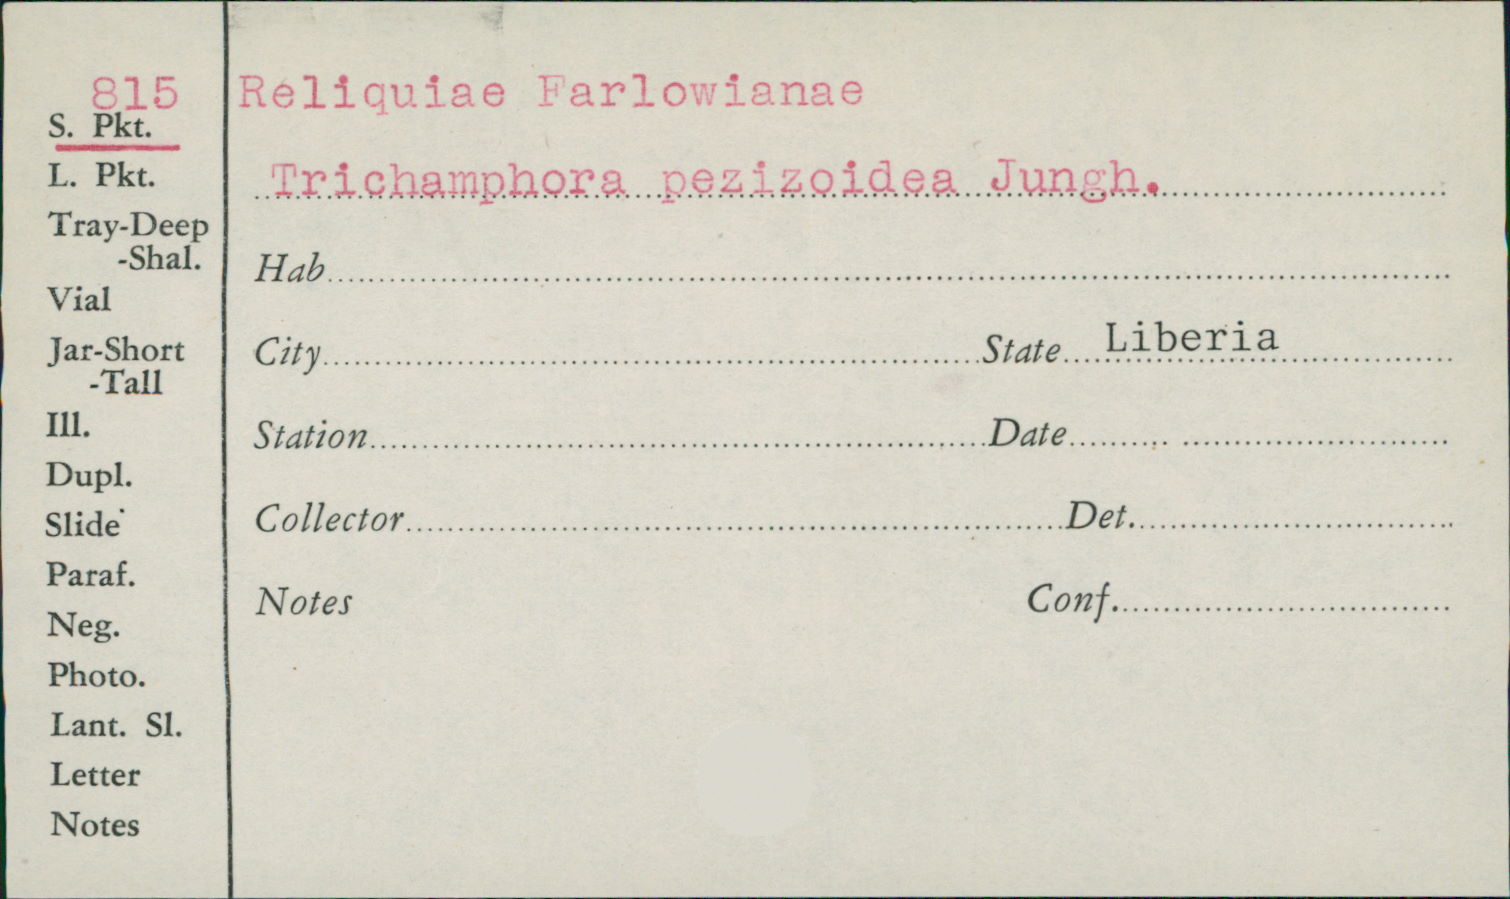 815 Reliquiae Farlowianae
S. Pkt.
L. Pkt.
Trichamphora pezizoidea Jungh.
Tray-Deep
-Shal.
Hab
Vial
Jar-Short
-Tall
City State Liberia
Ill.
Station Date
Dupl.
Slide
Collector Det.
Paraf.
Neg.
Notes Conf.
Photo.
Lant. Sl.
Letter
Notes